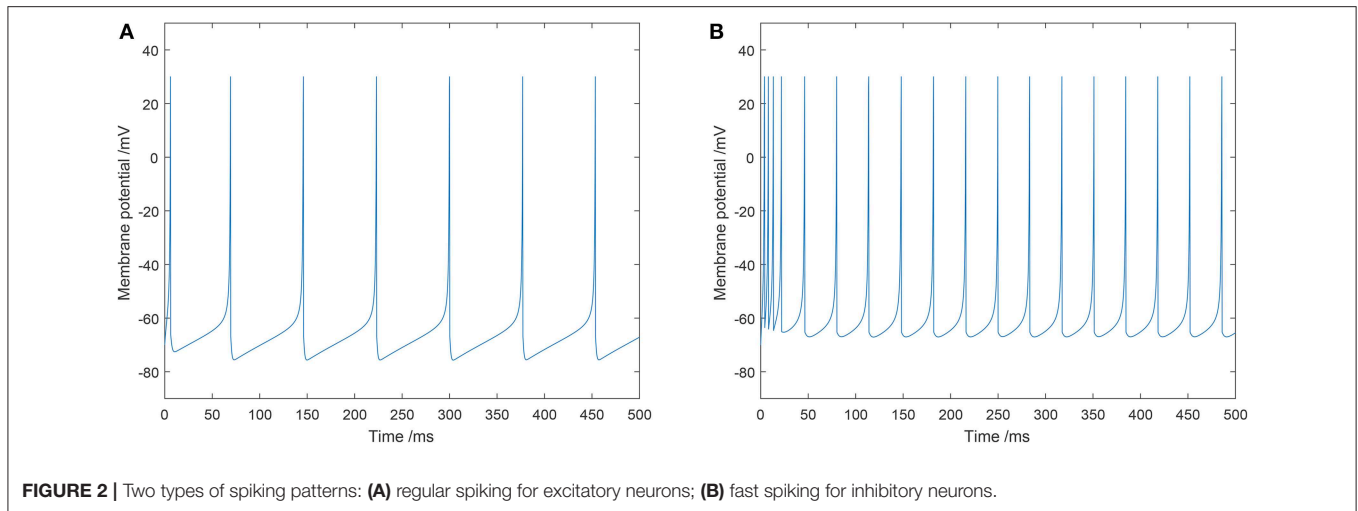 A
40
20
0
-20
-40
-60
-80
Membrane potential /mV
0 50 100 150 200 250 300 350 400 450 500
Time /ms
B
40
20
0
-20
-40
-60
-80
Membrane potential /mV
0 50 100 150 200 250 300 350 400 450 500
Time /ms
FIGURE 2 | Two types of spiking patterns: (A) regular spiking for excitatory neurons; (B) fast spiking for inhibitory neurons.